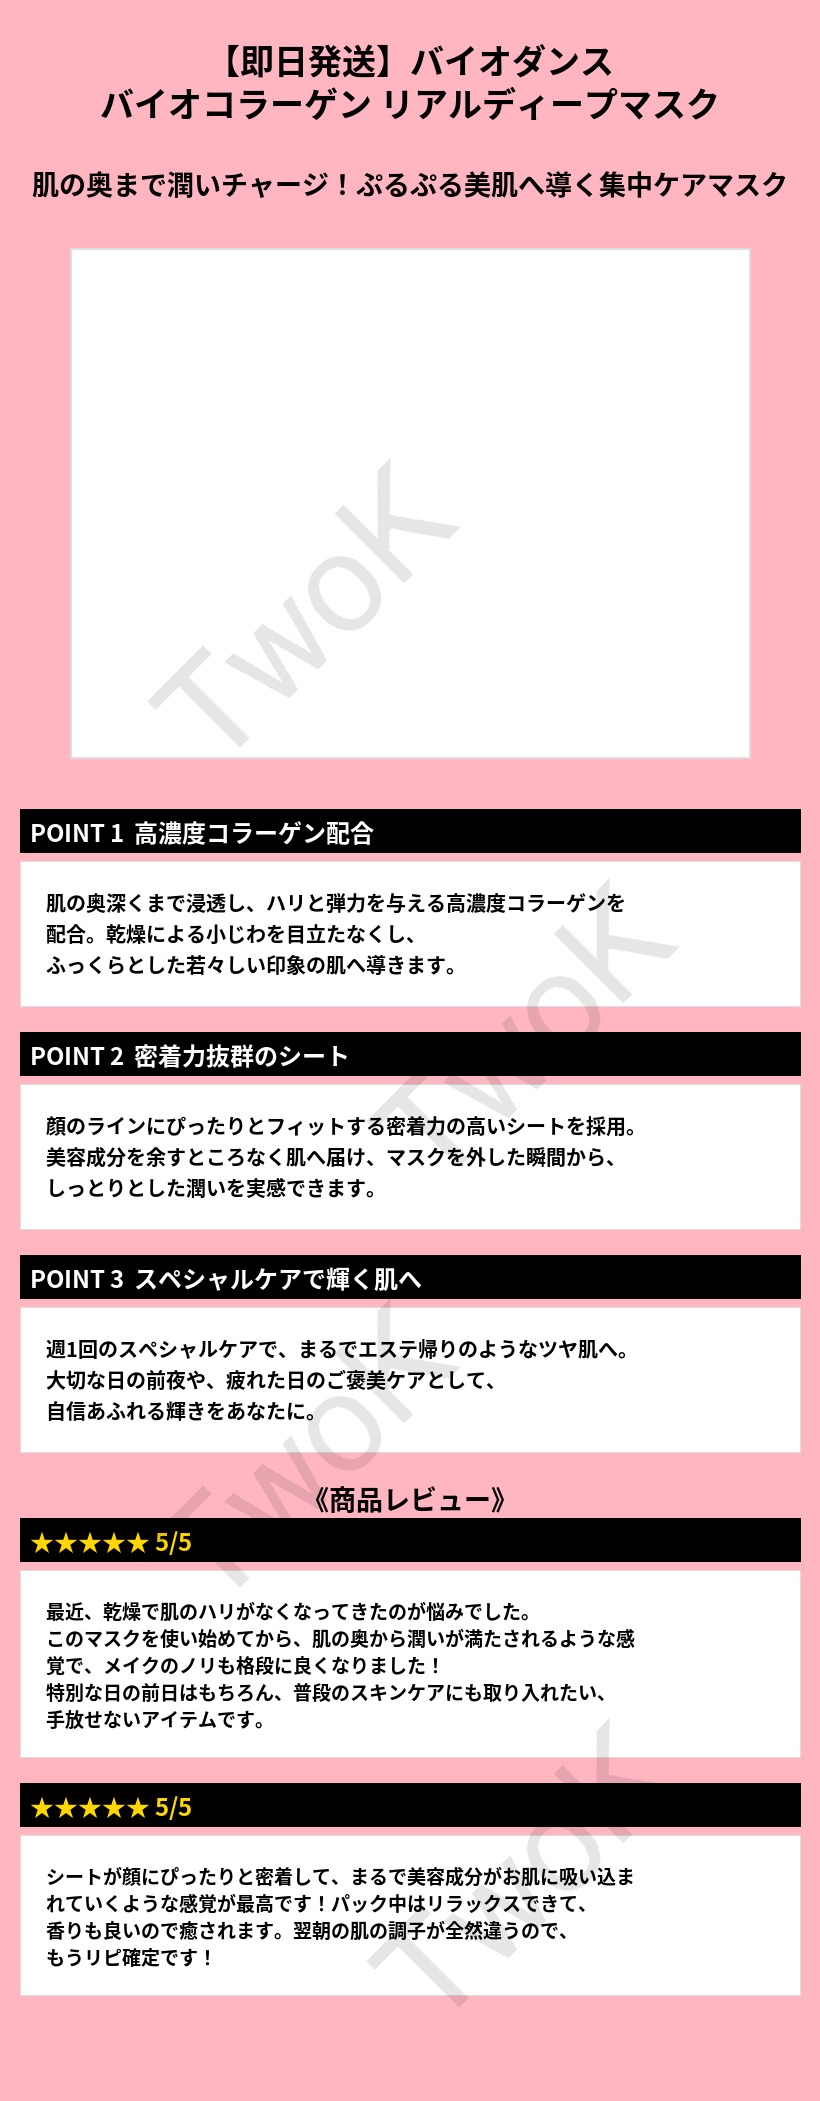 【即日発送】バイオダンス
バイオコラーゲン リアルディープマスク
肌の奥まで潤いチャージ！ぷるぷる美肌へ導く集中ケアマスク
TwoK
POINT 1 高濃度コラーゲン配合
肌の奥深くまで浸透し、ハリと弾力を与える高濃度コラーゲンを
配合。乾燥による小じわを目立たなくし、
ふっくらとした若々しい印象の肌へ導きます。
TwoK
POINT 2 密着力抜群のシート
顔のラインにぴったりとフィットする密着力の高いシートを採用。
美容成分を余すところなく肌へ届け、マスクを外した瞬間から、
しっとりとした潤いを実感できます。
POINT 3 スペシャルケアで輝く肌へ
週1回のスペシャルケアで、まるでエステ帰りのようなツヤ肌へ。
大切な日の前夜や、疲れた日のご褒美ケアとして、
自信あふれる輝きをあなたに。
TwoK
《商品レビュー》
★★★★★ 5/5
最近、乾燥で肌のハリがなくなってきたのが悩みでした。
このマスクを使い始めてから、肌の奥から潤いが満たされるような感
覚で、メイクのノリも格段に良くなりました！
特別な日の前日はもちろん、普段のスキンケアにも取り入れたい、
手放せないアイテムです。
★★★★★ 5/5
シートが顔にぴったりと密着して、まるで美容成分がお肌に吸い込ま
れていくような感覚が最高です！パック中はリラックスできて、
香りも良いので癒されます。翌朝の肌の調子が全然違うので、
もうリピ確定です！
TwoK